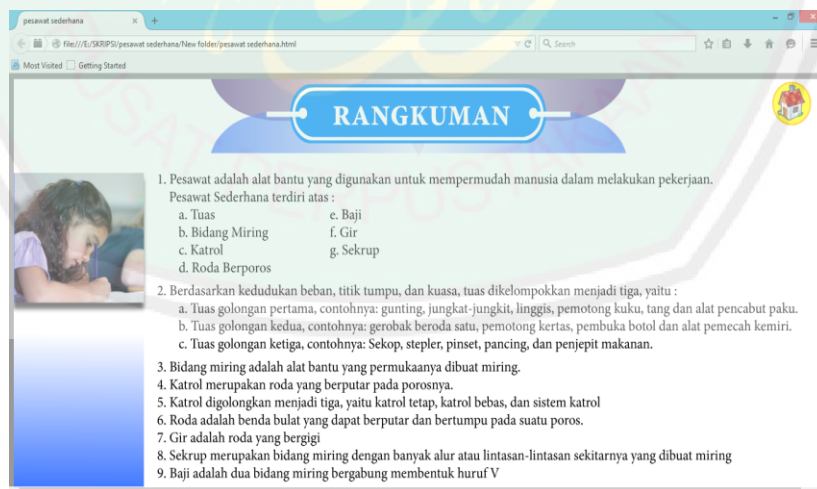 pesawat sederhana
file:///E:/SKRIPSI/pesawat sederhana/New folder/pesawat sederhana.html
Search
Most Visited Getting Started
RANGKUMAN
1. Pesawat adalah alat bantu yang digunakan untuk mempermudah manusia dalam melakukan pekerjaan.
Pesawat Sederhana terdiri atas :
a. Tuas e. Baji
b. Bidang Miring f. Gir
c. Katrol g. Sekrup
d. Roda Berporos
2. Berdasarkan kedudukan beban, titik tumpu, dan kuasa, tuas dikelompokkan menjadi tiga, yaitu :
a. Tuas golongan pertama, contohnya: gunting, jungkat-jungkit, linggis, pemotong kuku, tang dan alat pencabut paku.
b. Tuas golongan kedua, contohnya: gerobak beroda satu, pemotong kertas, pembuka botol dan alat pemecah kemiri.
c. Tuas golongan ketiga, contohnya: Sekop, stepler, pinset, pancing, dan penjepit makanan.
3. Bidang miring adalah alat bantu yang permukaanya dibuat miring.
4. Katrol merupakan roda yang berputar pada porosnya.
5. Katrol digolongkan menjadi tiga, yaitu katrol tetap, katrol bebas, dan sistem katrol
6. Roda adalah benda bulat yang dapat berputar dan bertumpu pada suatu poros.
7. Gir adalah roda yang bergigi
8. Sekrup merupakan bidang miring dengan banyak alur atau lintasan-lintasan sekitarnya yang dibuat miring
9. Baji adalah dua bidang miring bergabung membentuk huruf V